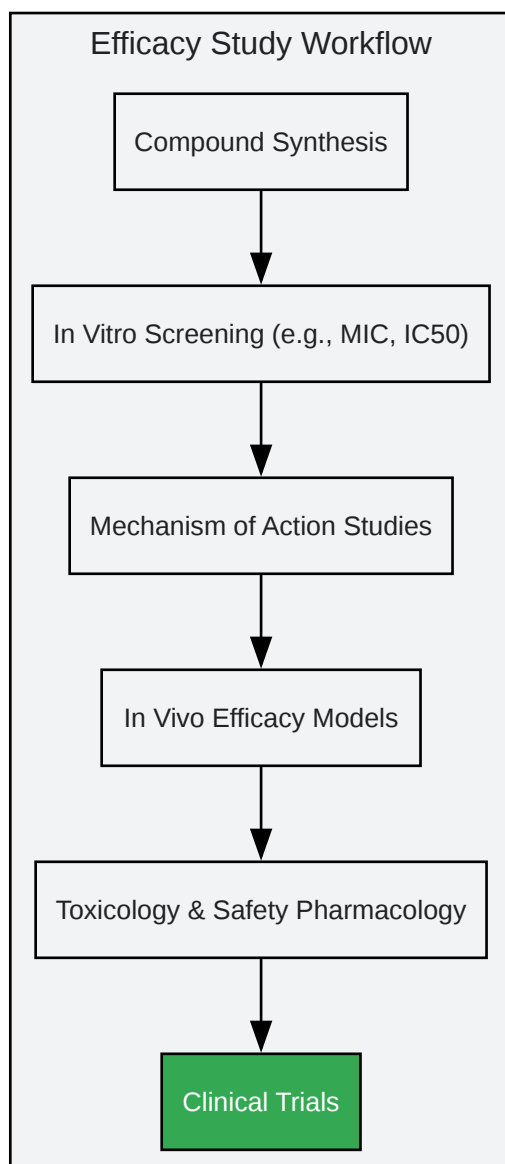 Efficacy Study Workflow
Compound Synthesis
In Vitro Screening (e.g., MIC, IC50)
Mechanism of Action Studies
In Vivo Efficacy Models
Toxicology & Safety Pharmacology
Clinical Trials